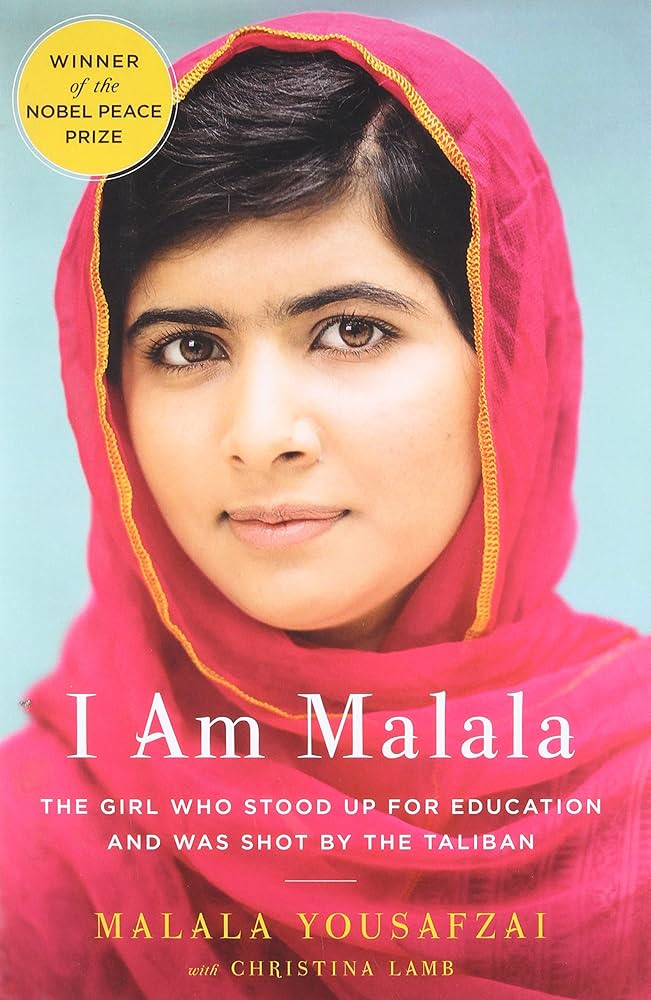 WINNER
of the
NOBEL PEACE
PRIZE
I Am Malala
THE GIRL WHO STOOD UP FOR EDUCATION
AND WAS SHOT BY THE TALIBAN
MALALA YOUSAFZAI
with CHRISTINA LAMB